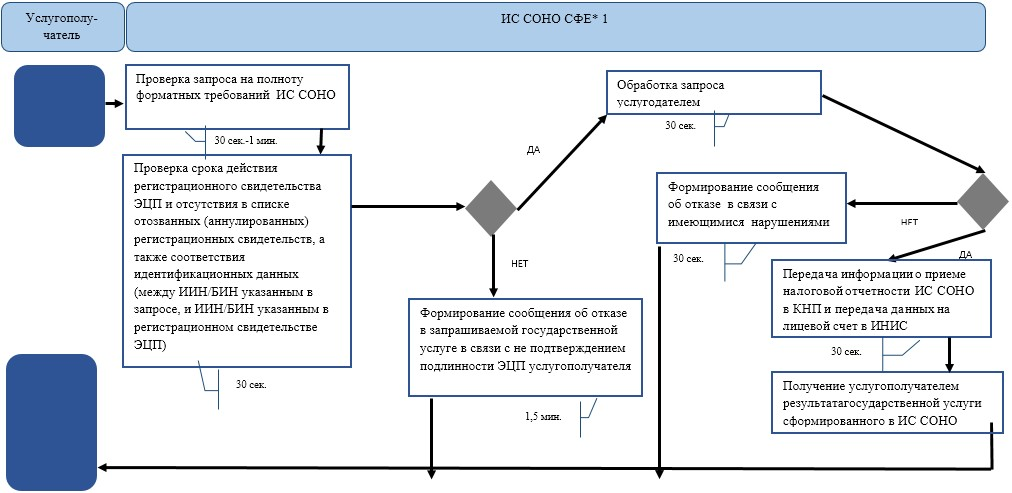 Услугополу-
чатель
ИС СОНО СФЕ* 1
Проверка запроса на полноту
форматных требований ИС СОНО
30 сек.-1 мин.
Проверка срока действия
регистрационного свидетельства
ЭЦП и отсутствия в списке
отозванных (аннулированных)
регистрационных свидетельств, а
также соответствия
идентификационных данных
(между ИИН/БИН указанным в
запросе, и ИИН/БИН указанным в
регистрационном свидетельстве
ЭЦП)
30 сек.
ДА
НЕТ
Формирование сообщения об отказе
в запрашиваемой государственной
услуге в связи с не подтверждением
подлинности ЭЦП услугополучателя
1,5 мин.
Обработка запроса
услугодателем
30 сек.
Формирование сообщения
об отказе в связи с
имеющимися нарушениями
30 сек.
НЕТ
ДА
Передача информации о приеме
налоговой отчетности ИС СОНО
в КНП и передача данных на
лицевой счет в ИНИС
30 сек.
Получение услугополучателем
результатагосударственной услуги
сформированного в ИС СОНО